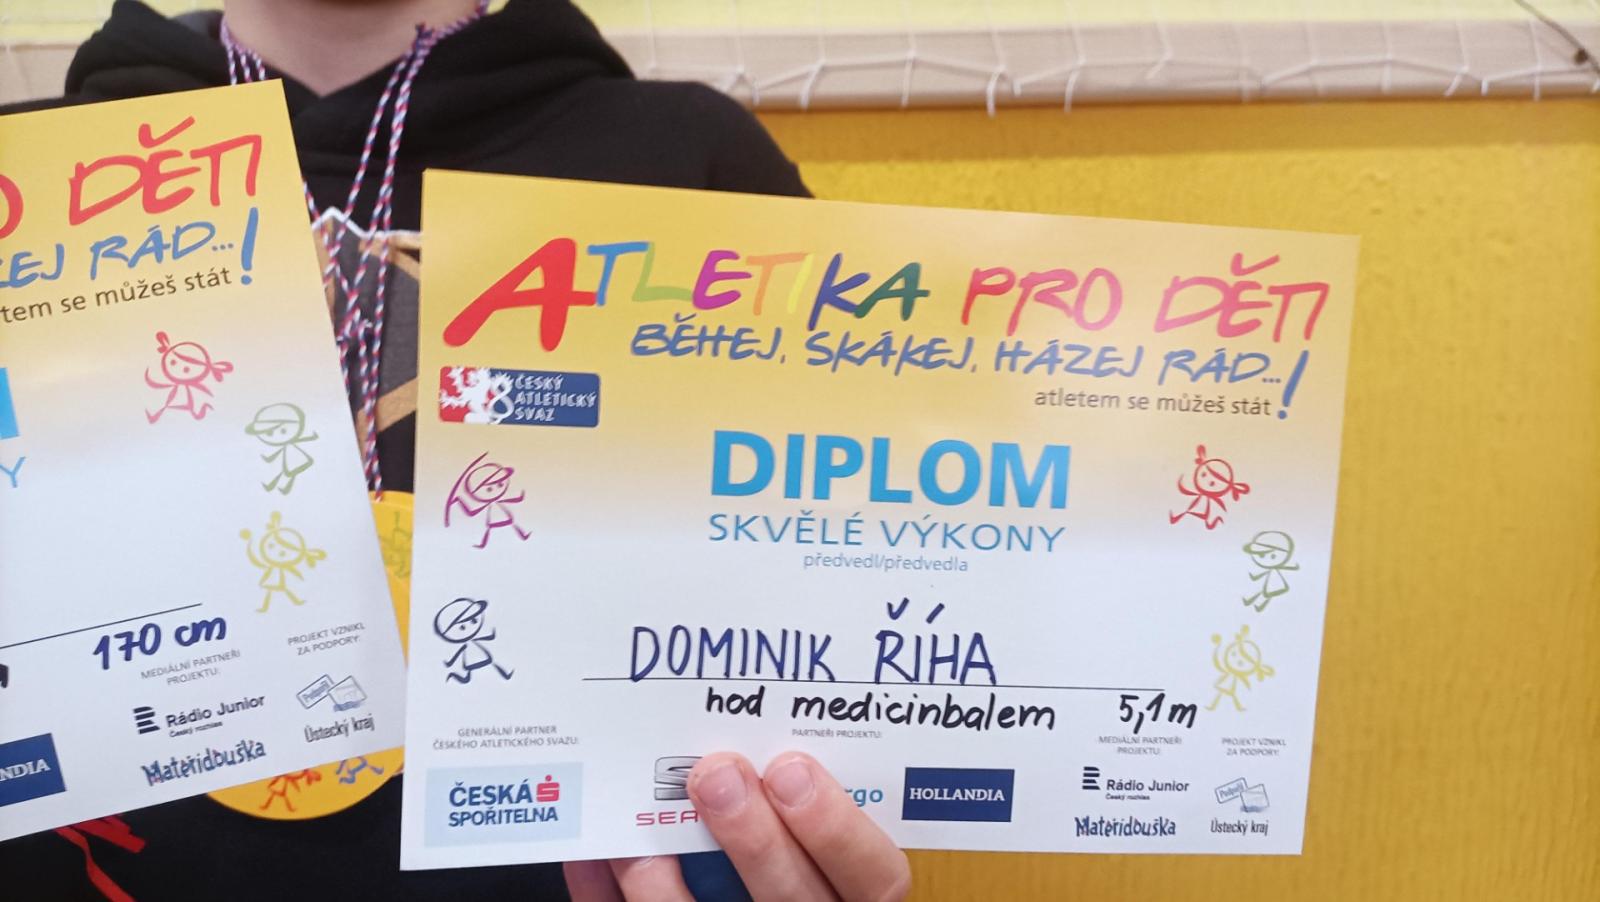 DĚTI
RÁD...!
tem se můžeš stát
170 cm
MEDIÁLNÍ PARTNEŘI
PROJEKTU:
PROJEKT VZNIKL
ZA PODPORY:
Rádio Junior
Český rozhlas
Mateřídouška
Ústecký kraj
ATLETIKA PRO DĚTI
BĚHEJ, SKÁKEJ, HÁZEJ RÁD...!
atletem se můžeš stát
ČESKÝ
ATLETICKÝ
SVAZ
DIPLOM
SKVĚLÉ VÝKONY
předvedl/předvedla
DOMINIK ŘÍHA
hod medicinbalem 5,1m
GENERÁLNÍ PARTNER
ČESKÉHO ATLETICKÉHO SVAZU:
PARTNEŘI PROJEKTU:
MEDIÁLNÍ PARTNEŘI
PROJEKTU:
PROJEKT VZNIKL
ZA PODPORY:
ČESKÁ
SPOŘITELNA
HOLLANDIA
Rádio Junior
Český rozhlas
Mateřídouška
Ústecký kraj